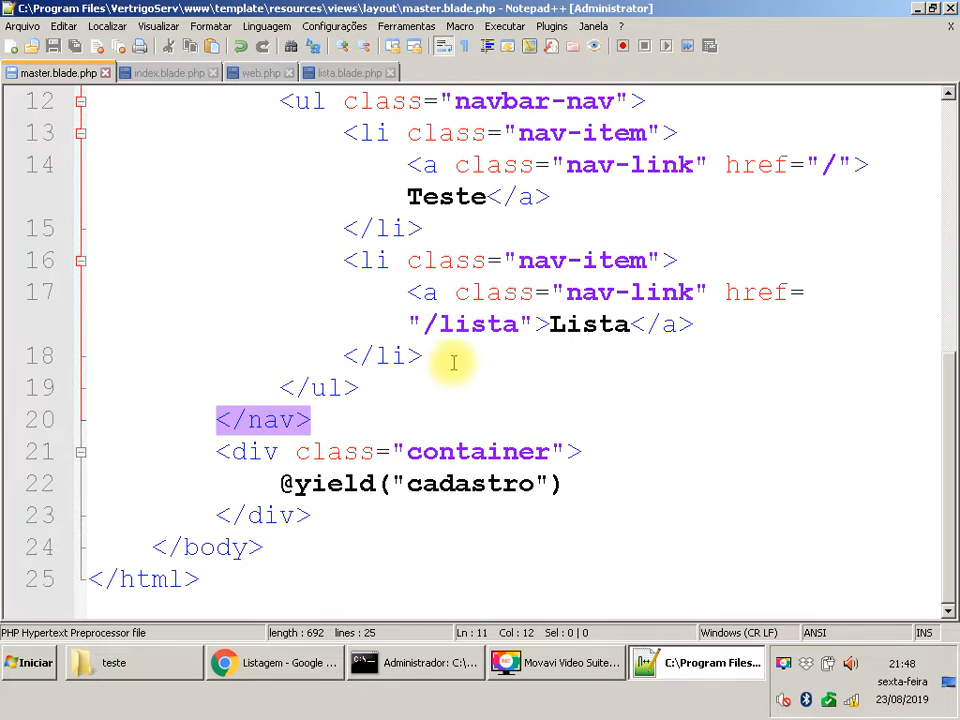 C:\Program Files\VertrigoServ\www\template\resources\views\layout\master.blade.php - Notepad++ [Administrator]
Arquivo Editar Localizar Visualizar Formatar Linguagem Configurações Ferramentas Macro Executar Plugins Janela ? X
master.blade.php index.blade.php web.php lista.blade.php
12 <ul class="navbar-nav">
13 <li class="nav-item">
14 <a class="nav-link" href="/">
Teste</a>
15 </li>
16 <li class="nav-item">
17 <a class="nav-link" href=
"/lista">Lista</a>
18 </li>
19 </ul>
20 </nav>
21 <div class="container">
22 @yield("cadastro")
23 </div>
24 </body>
25 </html>
PHP Hypertext Preprocessor file length : 692 lines : 25 Ln : 11 Col : 12 Sel : 0 | 0 Windows (CR LF) ANSI INS
Iniciar teste Listagem - Google ... Administrador: C:\... Movavi Video Suite... C:\Program Files... 21:48
sexta-feira
23/08/2019